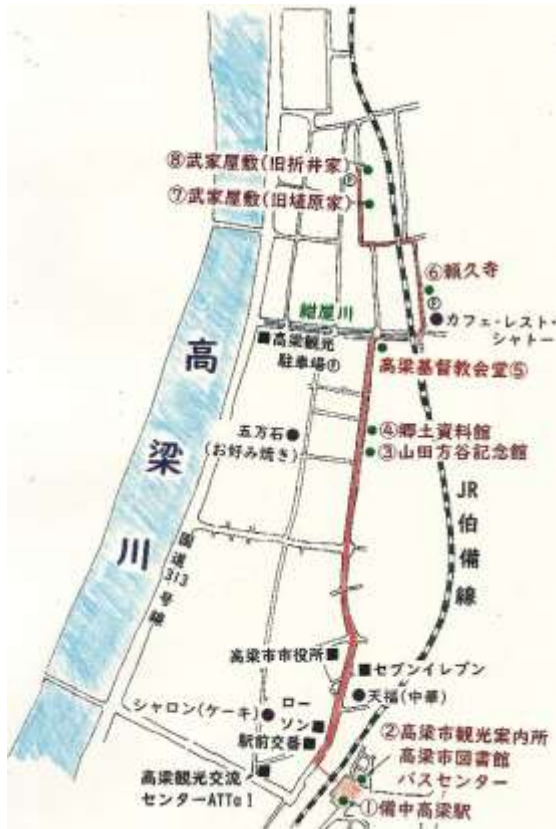 ⑧武家屋敷(旧折井家)
Ⓟ
⑦武家屋敷(旧埴原家)
⑥頼久寺
Ⓟ
カフェ・レスト・
シャトー
紺屋川
高梁観光
駐車場Ⓟ
高梁基督教会堂⑤
五万石
(お好み焼き)
④郷土資料館
③山田方谷記念館
高梁川
国道313号線
JR伯備線
高梁市市役所
セブンイレブン
天福(中華)
シャロン(ケーキ)
ローソン
駅前交番
②高梁市観光案内所
高梁市図書館
バスセンター
高梁観光交流
センターATTaI
①備中高梁駅